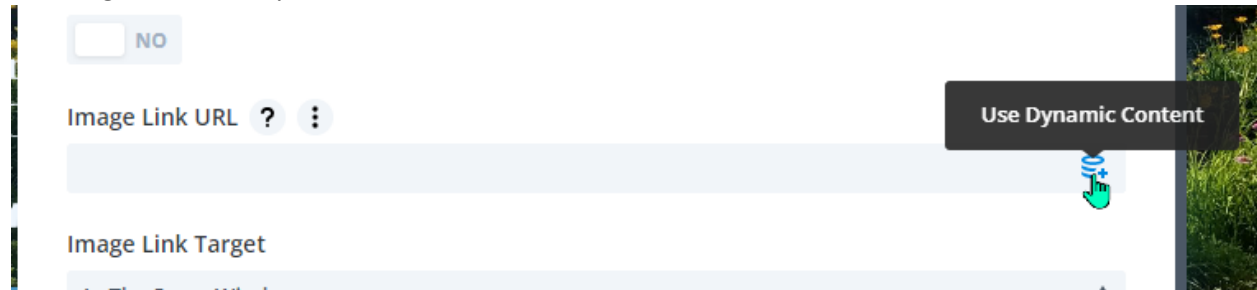 NO
Image Link URL ? ⋮
Use Dynamic Content
Image Link Target